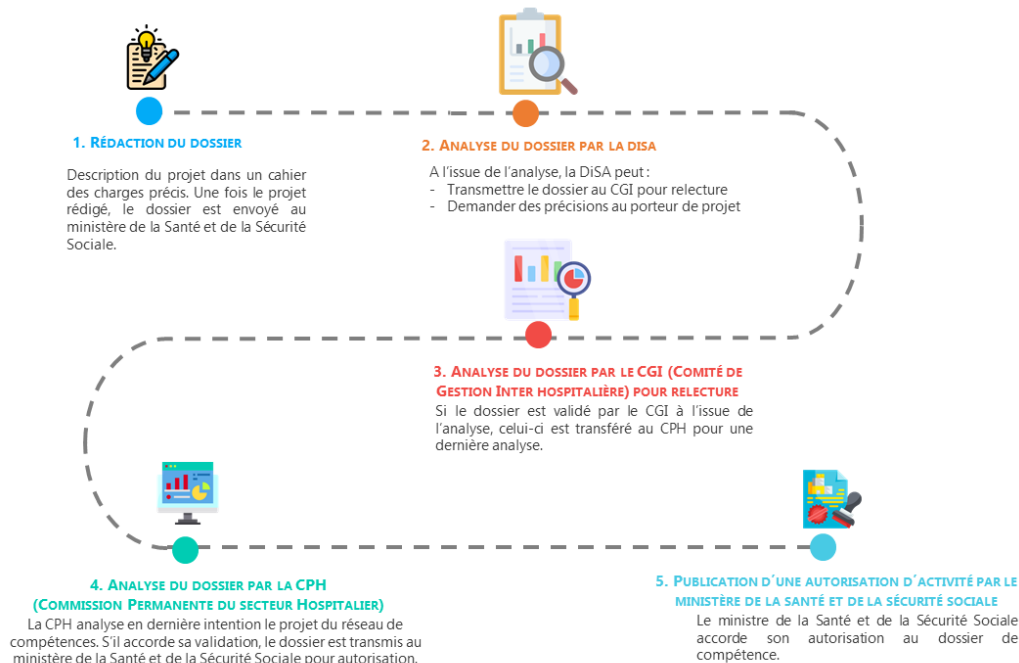 1. RÉDACTION DU DOSSIER
Description du projet dans un cahier
des charges précis. Une fois le projet
rédigé, le dossier est envoyé au
ministère de la Santé et de la Sécurité
Sociale.
2. ANALYSE DU DOSSIER PAR LA DISA
A l’issue de l’analyse, la DiSA peut :
- Transmettre le dossier au CGI pour relecture
- Demander des précisions au porteur de projet
3. ANALYSE DU DOSSIER PAR LE CGI (COMITÉ DE
GESTION INTER HOSPITALIÈRE) POUR RELECTURE
Si le dossier est validé par le CGI à l’issue de
l’analyse, celui-ci est transféré au CPH pour une
dernière analyse.
4. ANALYSE DU DOSSIER PAR LA CPH
(COMMISSION PERMANENTE DU SECTEUR HOSPITALIER)
La CPH analyse en dernière intention le projet du réseau de
compétences. S’il accorde sa validation, le dossier est transmis au
ministère de la Santé et de la Sécurité Sociale pour autorisation.
5. PUBLICATION D´UNE AUTORISATION D´ACTIVITÉ PAR LE
MINISTÈRE DE LA SANTÉ ET DE LA SÉCURITÉ SOCIALE
Le ministre de la Santé et de la Sécurité Sociale
accorde son autorisation au dossier de
compétence.